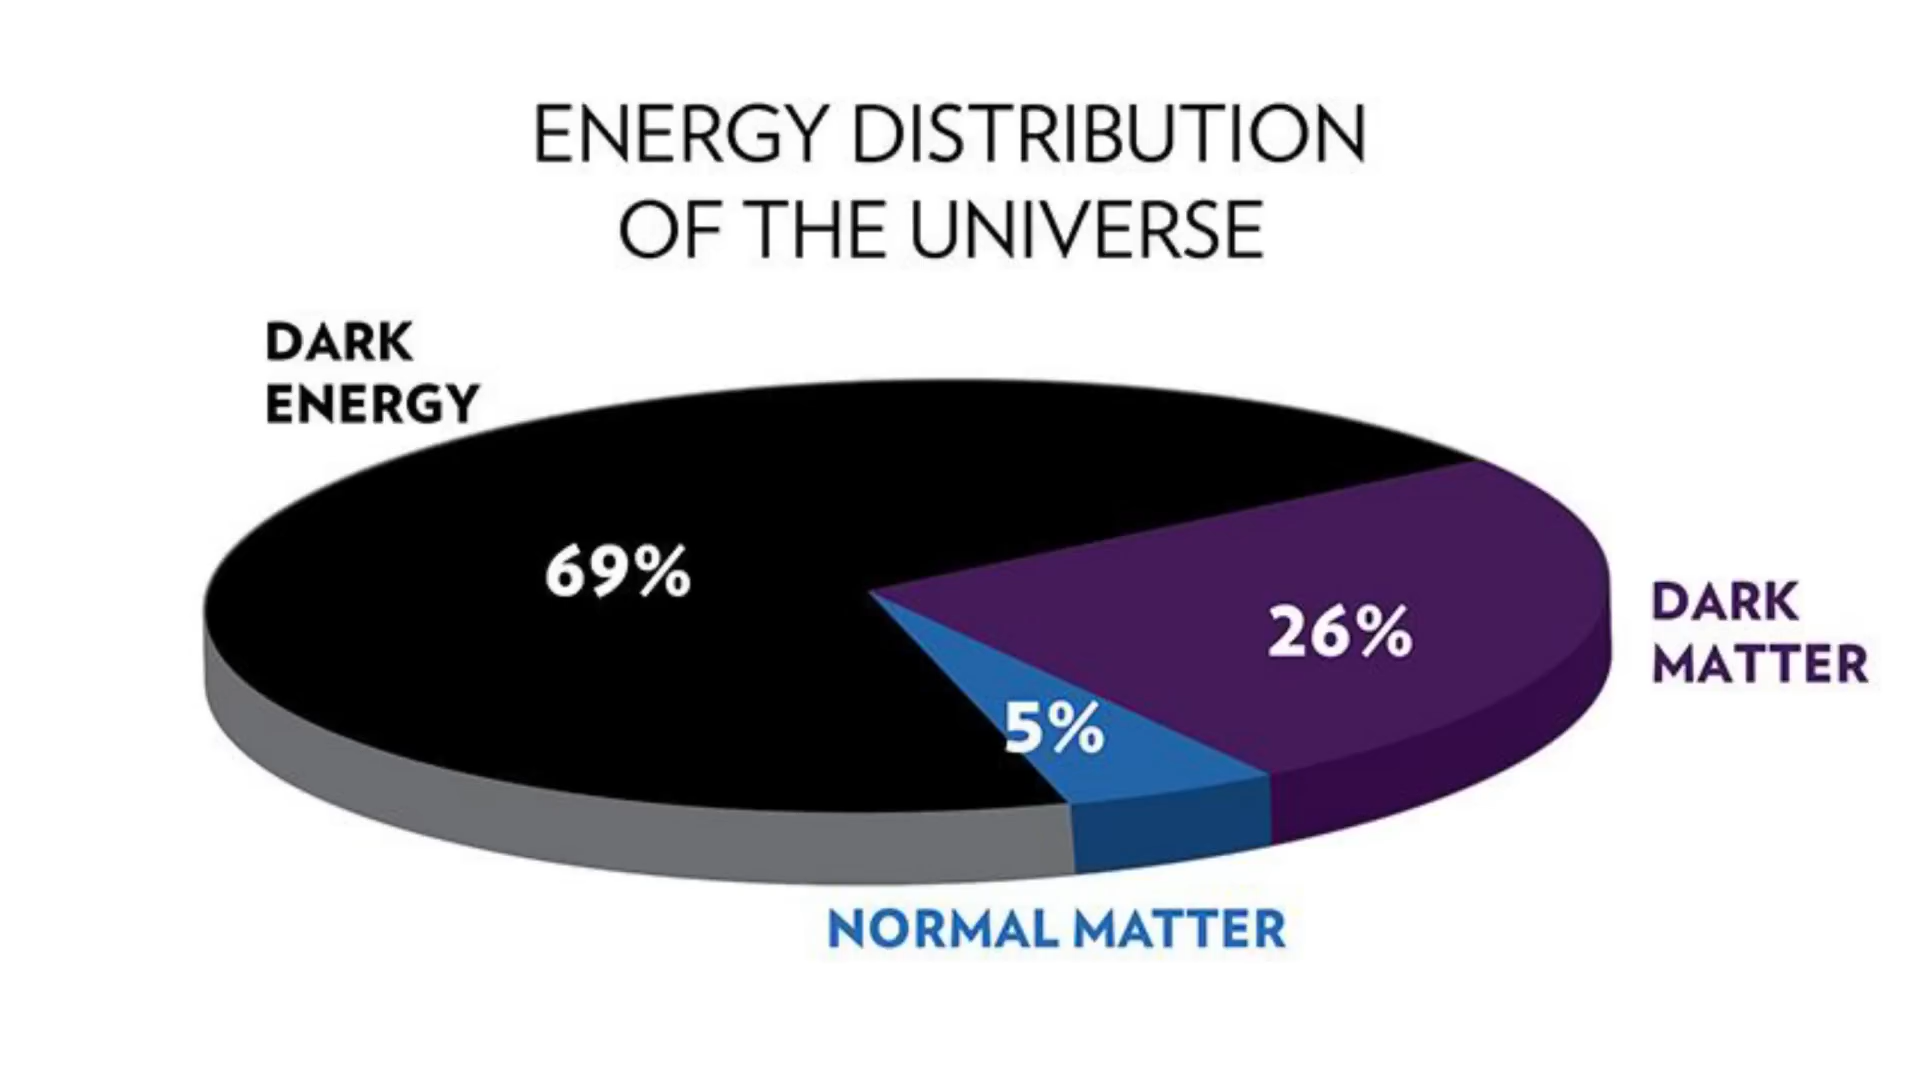 ENERGY DISTRIBUTION
OF THE UNIVERSE
DARK
ENERGY
69%
26%
DARK
MATTER
5%
NORMAL MATTER